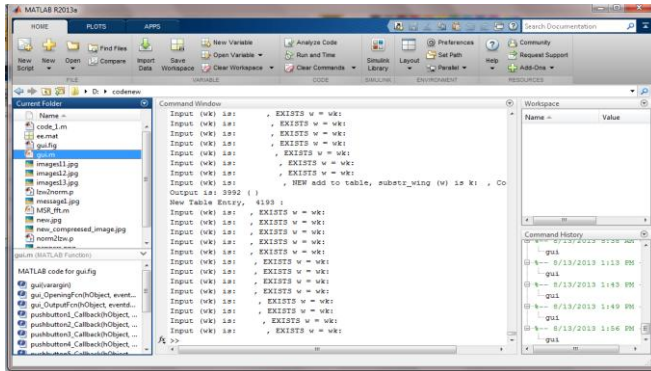 MATLAB R2013a
HOME PLOTS APPS Search Documentation
New Script New Open Find Files Compare Import Data Save Workspace New Variable Open Variable Clear Workspace Analyze Code Run and Time Clear Commands Simulink Library Layout Preferences Set Path Parallel Help Community Request Support Add-Ons
FILE VARIABLE CODE SIMULINK ENVIRONMENT RESOURCES
D: codenew
Current Folder
Name
code_1.m
ee.mat
gui.fig
gui.m
images11.jpg
images12.jpg
images13.jpg
lzw2norm.p
message1.jpg
MSR_fft.m
new.jpg
new_compreesed_image.jpg
norm2lzw.p
gui.m (MATLAB Function)
MATLAB code for gui.fig
gui(varargin)
gui_OpeningFcn(hObject, eventd...
gui_OutputFcn(hObject, eventd...
pushbutton1_Callback(hObject, ...
pushbutton2_Callback(hObject, ...
pushbutton3_Callback(hObject, ...
pushbutton4_Callback(hObject, ...
pushbutton5_Callback(hObject, ...
Command Window
Input (wk) is: , EXISTS w = wk:
Input (wk) is: , EXISTS w = wk:
Input (wk) is: , EXISTS w = wk:
Input (wk) is: , EXISTS w = wk:
Input (wk) is: , EXISTS w = wk:
Input (wk) is: , EXISTS w = wk:
Input (wk) is: , NEW add to table, substr_wing (w) is k: , Co
Output is: 3992 ( )
New Table Entry, 4193 :
Input (wk) is: , EXISTS w = wk:
Input (wk) is: , EXISTS w = wk:
Input (wk) is: , EXISTS w = wk:
Input (wk) is: , EXISTS w = wk:
Input (wk) is: , EXISTS w = wk:
Input (wk) is: , EXISTS w = wk:
Input (wk) is: , EXISTS w = wk:
Input (wk) is: , EXISTS w = wk:
Input (wk) is: , EXISTS w = wk:
Input (wk) is: , EXISTS w = wk:
Input (wk) is: , EXISTS w = wk:
fx >>
Workspace
Name Value
Command History
gui
%-- 8/13/2013 1:13 PM
gui
%-- 8/13/2013 1:43 PM
gui
%-- 8/13/2013 1:49 PM
gui
%-- 8/13/2013 1:56 PM
gui